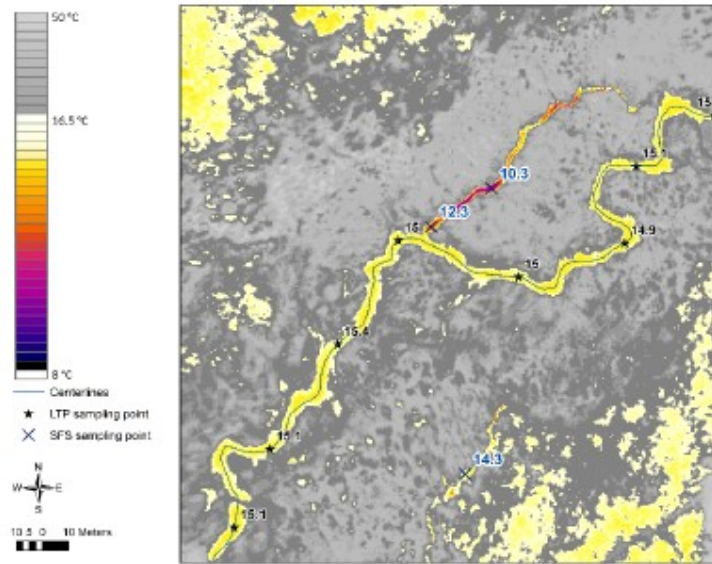 50 ℃
16.5 ℃
8 ℃
Centerlines
LTP sampling point
SFS sampling point
N
W E
S
10.5 0 10 Meters
15.1
10.3
12.3
15
14.9
15
15.4
15.1
14.3
15.1